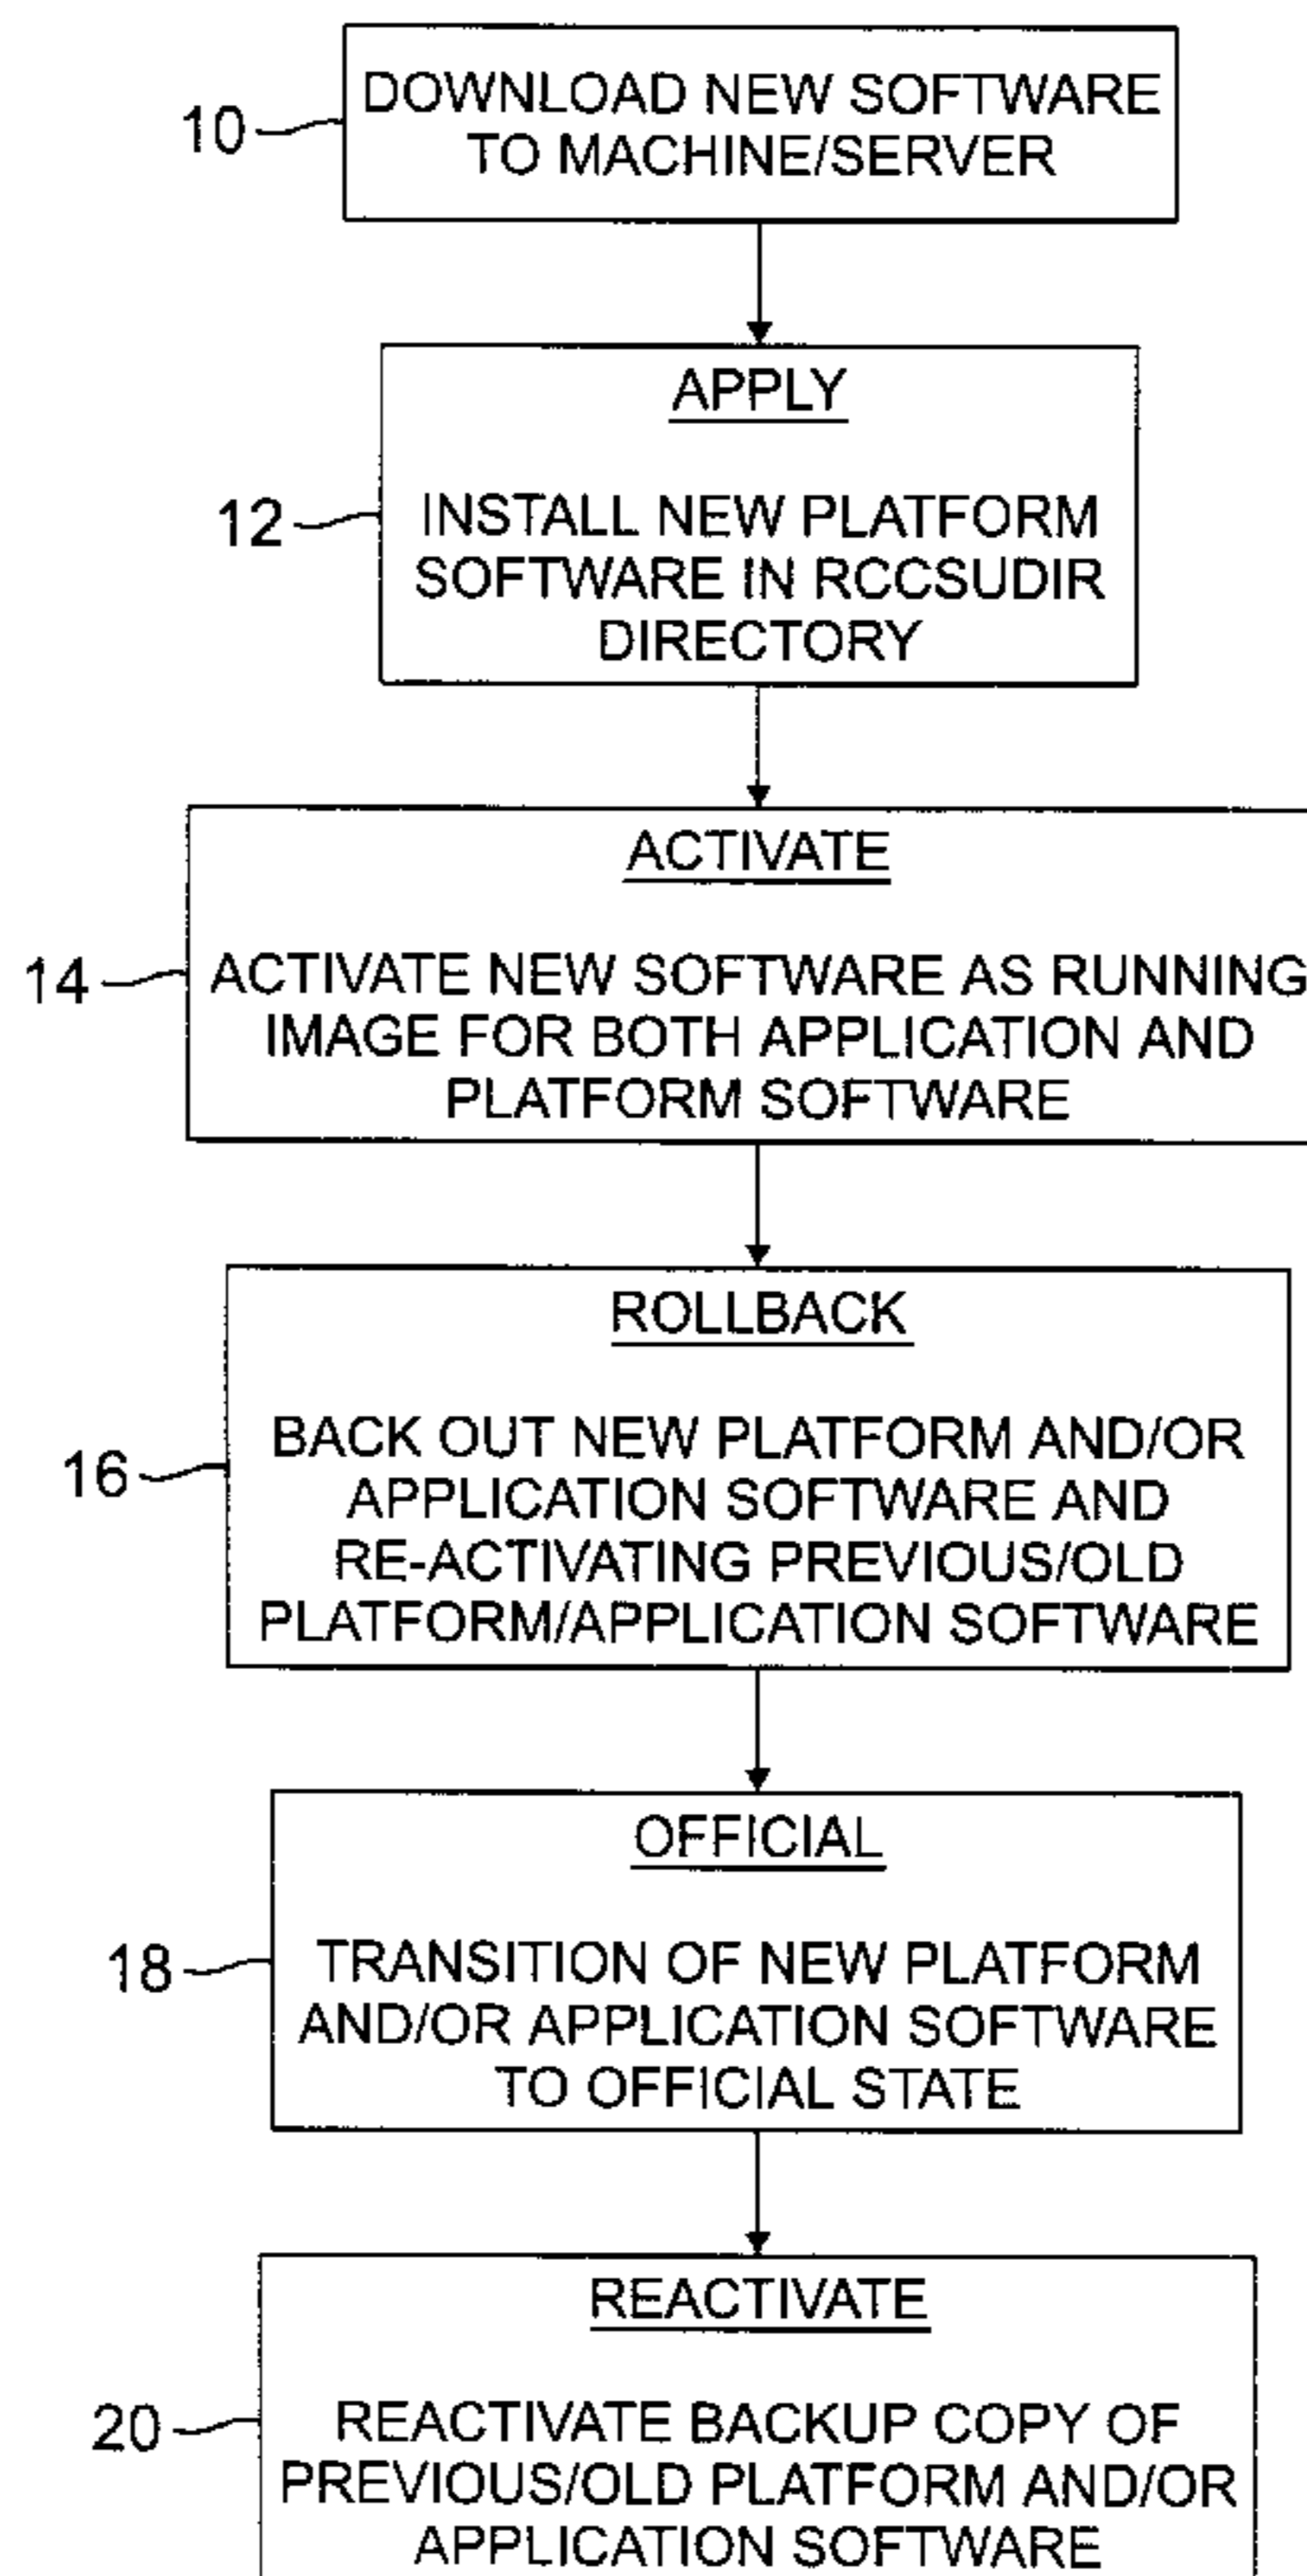 10
DOWNLOAD NEW SOFTWARE
TO MACHINE/SERVER
APPLY
12
INSTALL NEW PLATFORM
SOFTWARE IN RCCSUDIR
DIRECTORY
ACTIVATE
14
ACTIVATE NEW SOFTWARE AS RUNNING
IMAGE FOR BOTH APPLICATION AND
PLATFORM SOFTWARE
ROLLBACK
16
BACK OUT NEW PLATFORM AND/OR
APPLICATION SOFTWARE AND
RE-ACTIVATING PREVIOUS/OLD
PLATFORM/APPLICATION SOFTWARE
OFFICIAL
18
TRANSITION OF NEW PLATFORM
AND/OR APPLICATION SOFTWARE
TO OFFICIAL STATE
REACTIVATE
20
REACTIVATE BACKUP COPY OF
PREVIOUS/OLD PLATFORM AND/OR
APPLICATION SOFTWARE